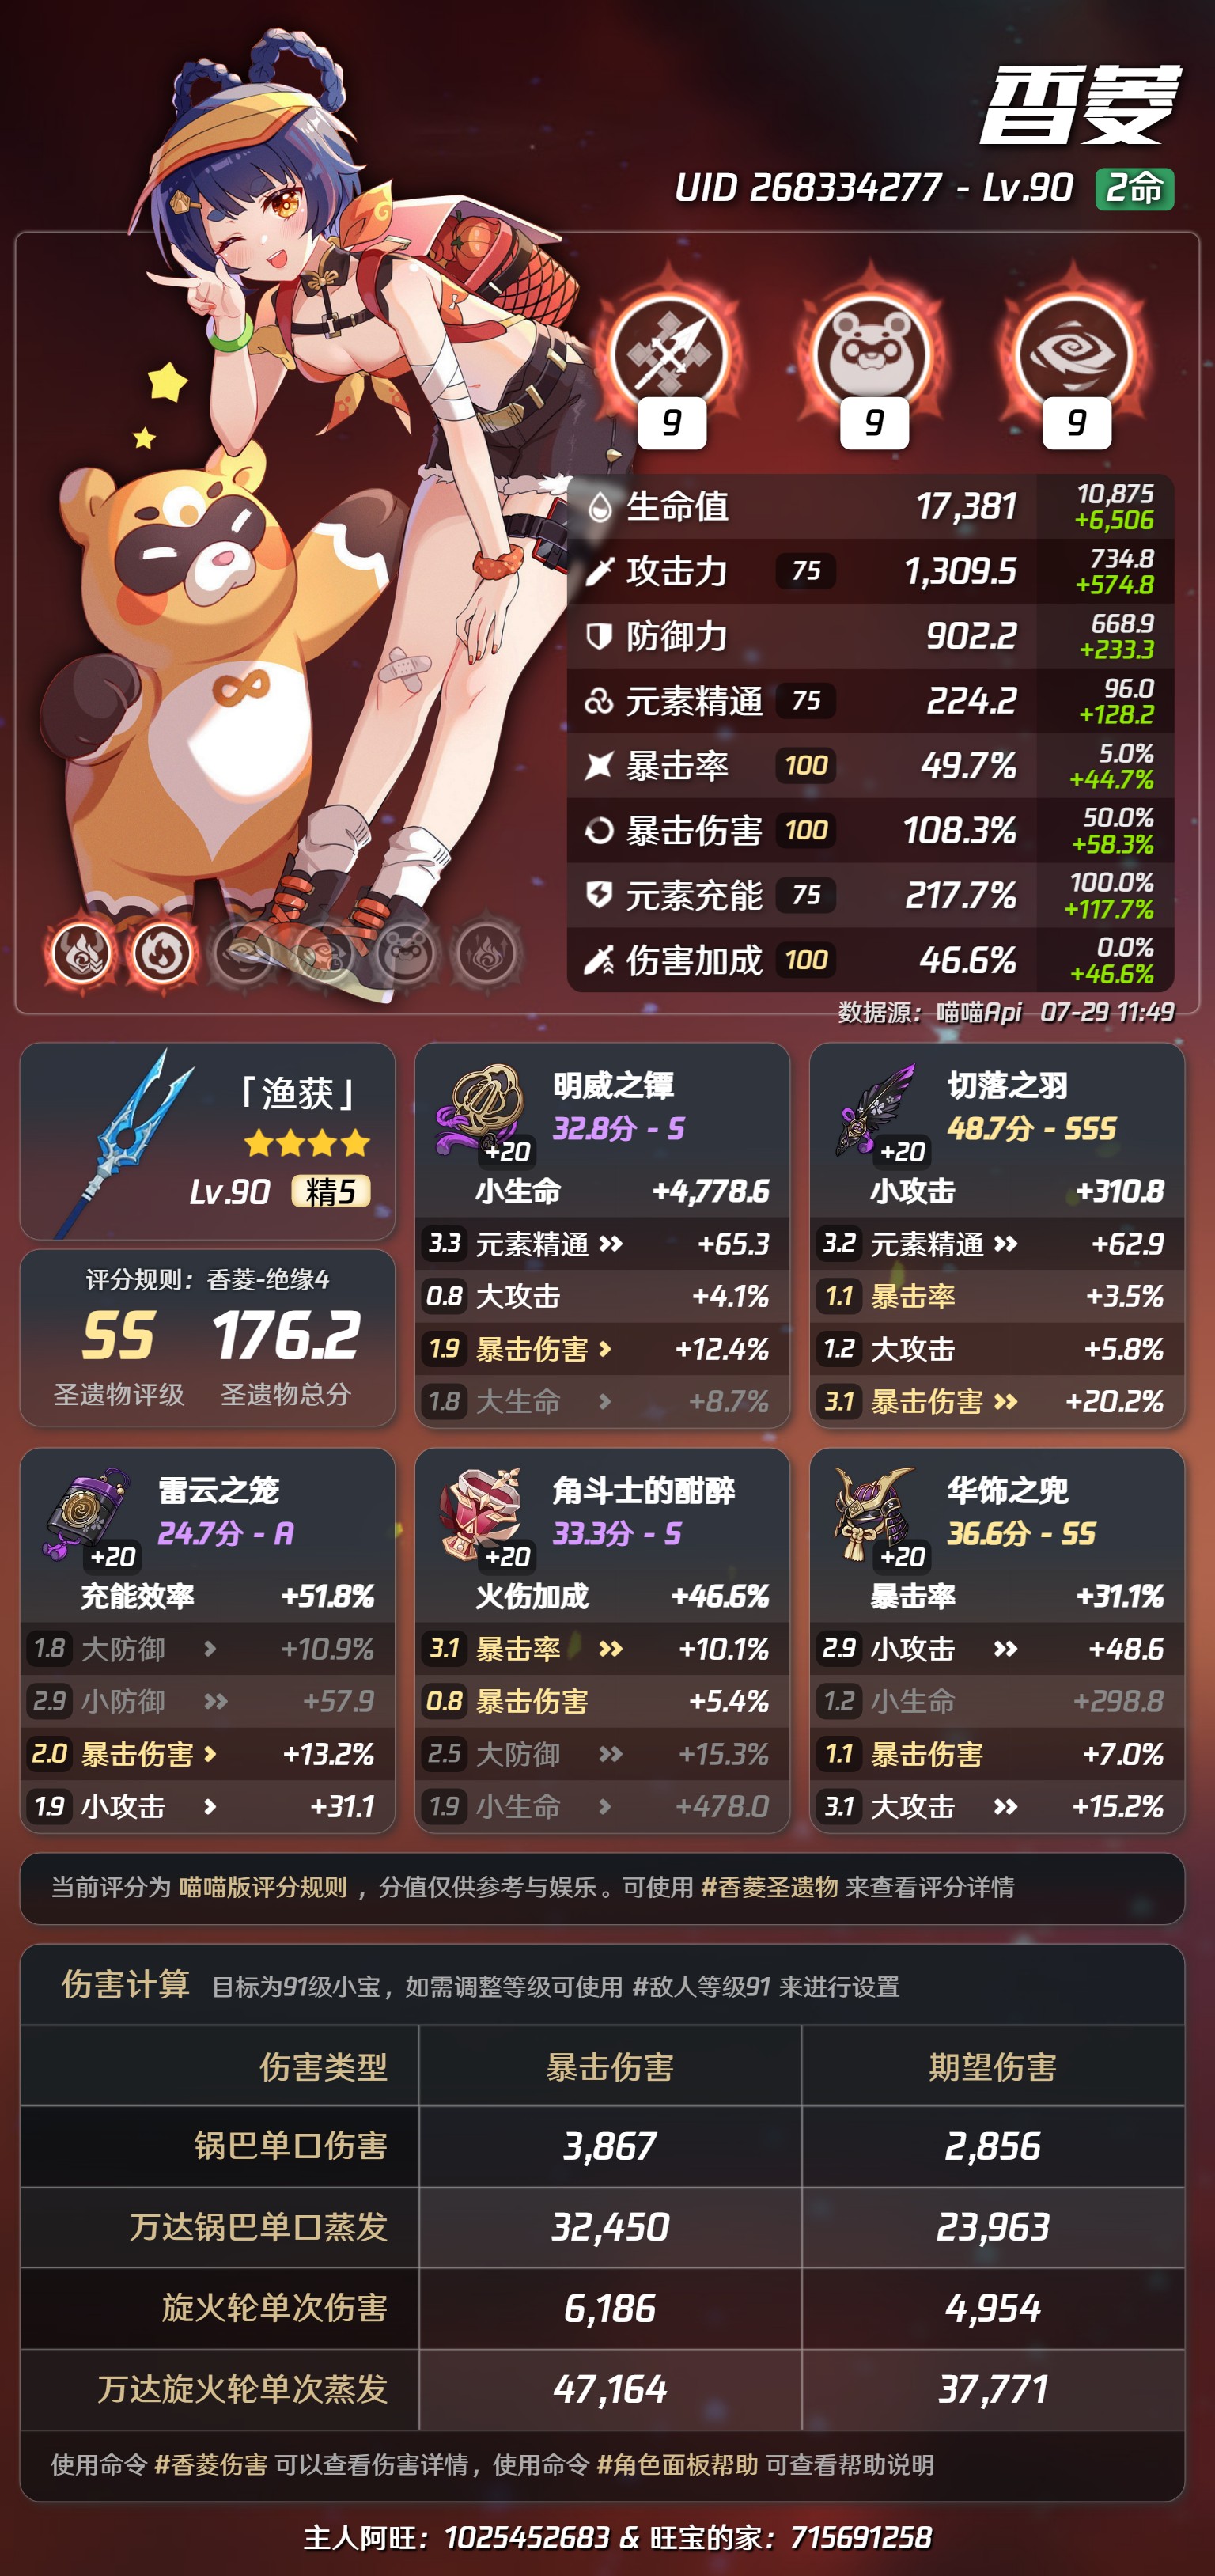 香菱
UID 268334277 - Lv.90 2命
9 9 9
生命值 17,381 10,875 +6,506
攻击力 75 1,309.5 734.8 +574.8
防御力 902.2 668.9 +233.3
元素精通 75 224.2 96.0 +128.2
暴击率 100 49.7% 5.0% +44.7%
暴击伤害 100 108.3% 50.0% +58.3%
元素充能 75 217.7% 100.0% +117.7%
伤害加成 100 46.6% 0.0% +46.6%
数据源：喵喵Api 07-29 11:49
「渔获」
Lv.90 精5
评分规则：香菱-绝缘4
SS 176.2
圣遗物评级 圣遗物总分
明威之镡
32.8分 - S
+20
小生命 +4,778.6
3.3 元素精通 +65.3
0.8 大攻击 +4.1%
1.9 暴击伤害 +12.4%
1.8 大生命 +8.7%
切落之羽
48.7分 - SSS
+20
小攻击 +310.8
3.2 元素精通 +62.9
1.1 暴击率 +3.5%
1.2 大攻击 +5.8%
3.1 暴击伤害 +20.2%
雷云之笼
24.7分 - A
+20
充能效率 +51.8%
1.8 大防御 +10.9%
2.9 小防御 +57.9
2.0 暴击伤害 +13.2%
1.9 小攻击 +31.1
角斗士的酣醉
33.3分 - S
+20
火伤加成 +46.6%
3.1 暴击率 +10.1%
0.8 暴击伤害 +5.4%
2.5 大防御 +15.3%
1.9 小生命 +478.0
华饰之兜
36.6分 - SS
+20
暴击率 +31.1%
2.9 小攻击 +48.6
1.2 小生命 +298.8
1.1 暴击伤害 +7.0%
3.1 大攻击 +15.2%
当前评分为 喵喵版评分规则 ，分值仅供参考与娱乐。可使用 #香菱圣遗物 来查看评分详情
伤害计算 目标为91级小宝，如需调整等级可使用 #敌人等级91 来进行设置
伤害类型 暴击伤害 期望伤害
锅巴单口伤害 3,867 2,856
万达锅巴单口蒸发 32,450 23,963
旋火轮单次伤害 6,186 4,954
万达旋火轮单次蒸发 47,164 37,771
使用命令 #香菱伤害 可以查看伤害详情，使用命令 #角色面板帮助 可查看帮助说明
主人阿旺：1025452683 & 旺宝的家：715691258